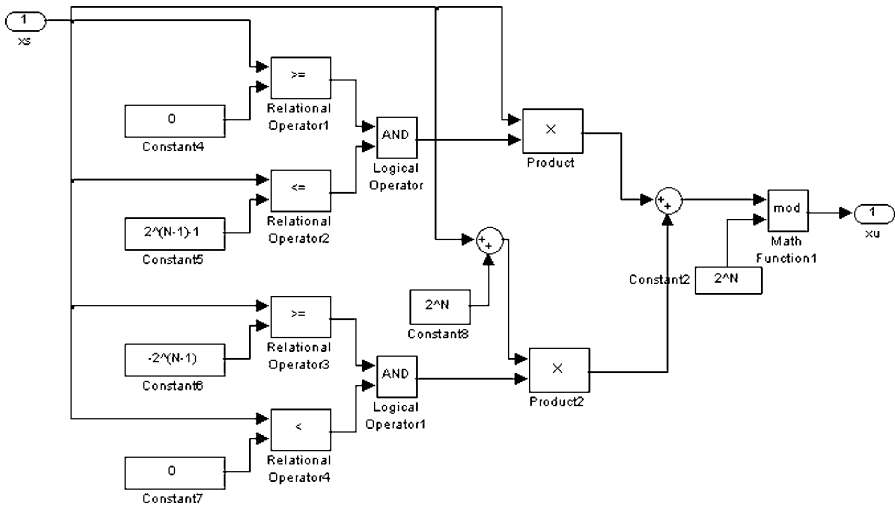 1
xs
>=
Relational
Operator1
0
Constant4
AND
Logical
Operator
×
Product
<=
Relational
Operator2
2^(N-1)-1
Constant5
+
+
+
+
mod
Math
Function1
1
xu
Constant2
2^N
2^N
Constant8
>=
Relational
Operator3
-2^(N-1)
Constant6
AND
Logical
Operator1
×
Product2
<
Relational
Operator4
0
Constant7